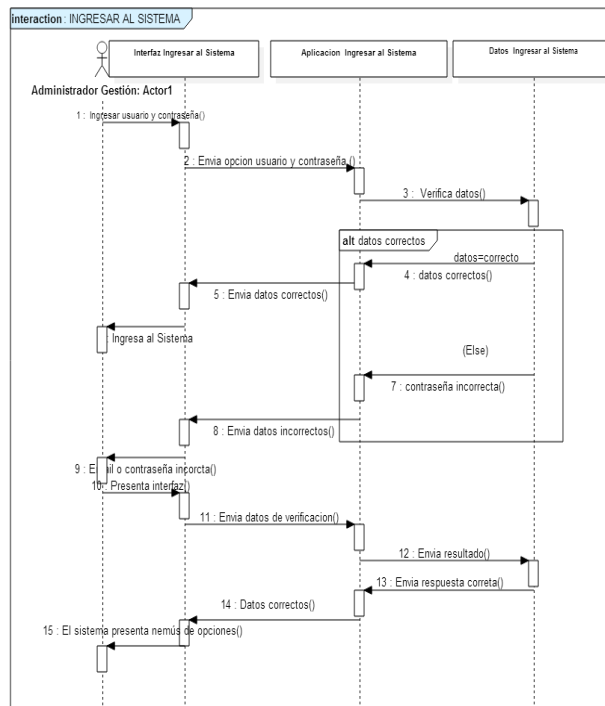 interaction : INGRESAR AL SISTEMA
Interfaz Ingresar al Sistema
Aplicacion Ingresar al Sistema
Datos Ingresar al Sistema
Administrador Gestión: Actor1
1 : Ingresar usuario y contraseña()
2 : Envia opcion usuario y contraseña ()
3 : Verifica datos()
alt datos correctos
datos=correcto
4 : datos correctos()
5 : Envia datos correctos()
: Ingresa al Sistema
(Else)
7 : contraseña incorrecta()
8 : Envia datos incorrectos()
9 : o contraseña incorcta()
10 : Presenta interfaz()
11 : Envia datos de verificacion()
12 : Envia resultado()
13 : Envia respuesta correta()
14 : Datos correctos()
15 : El sistema presenta nemús de opciones()